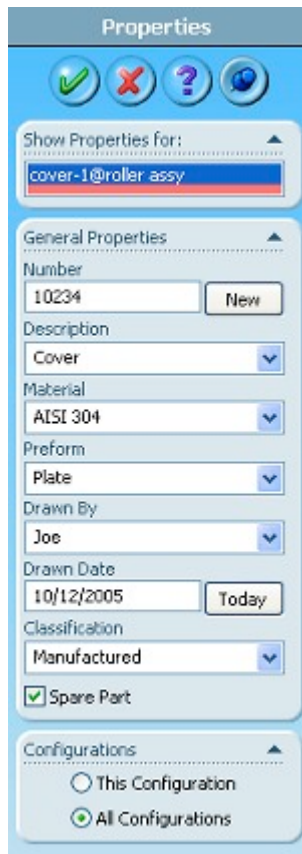 Properties
?
Show Properties for:
cover-1@roller assy
General Properties
Number
10234 New
Description
Cover
Material
AISI 304
Preform
Plate
Drawn By
Joe
Drawn Date
10/12/2005 Today
Classification
Manufactured
Spare Part
Configurations
This Configuration
All Configurations